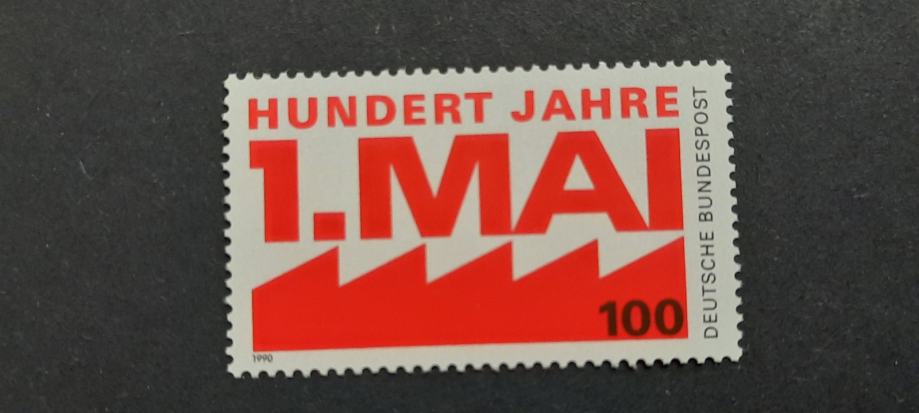 HUNDERT JAHRE
1.MAI
100
1990
DEUTSCHE BUNDESPOST